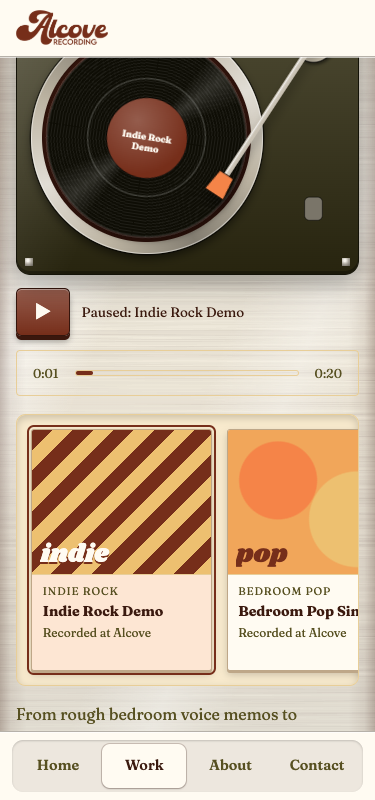 Alcove
RECORDING
Indie Rock
Demo
Paused: Indie Rock Demo
0:01
0:20
indie
INDIE ROCK
Indie Rock Demo
Recorded at Alcove
pop
BEDROOM POP
Bedroom Pop Sin
Recorded at Alcove
From rough bedroom voice memos to
Home
Work
About
Contact